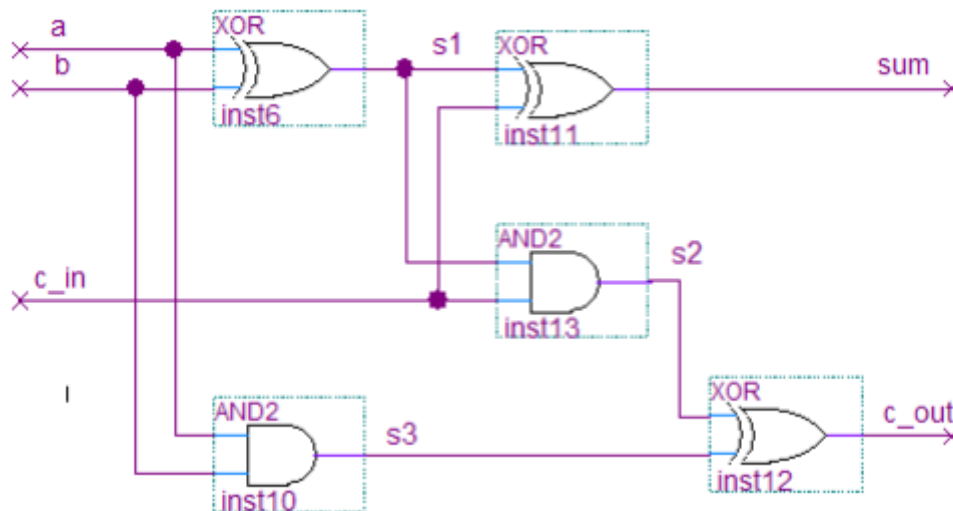 a
XOR
b
inst6
s1
XOR
inst11
sum
c_in
AND2
inst13
s2
AND2
inst10
s3
XOR
inst12
c_out